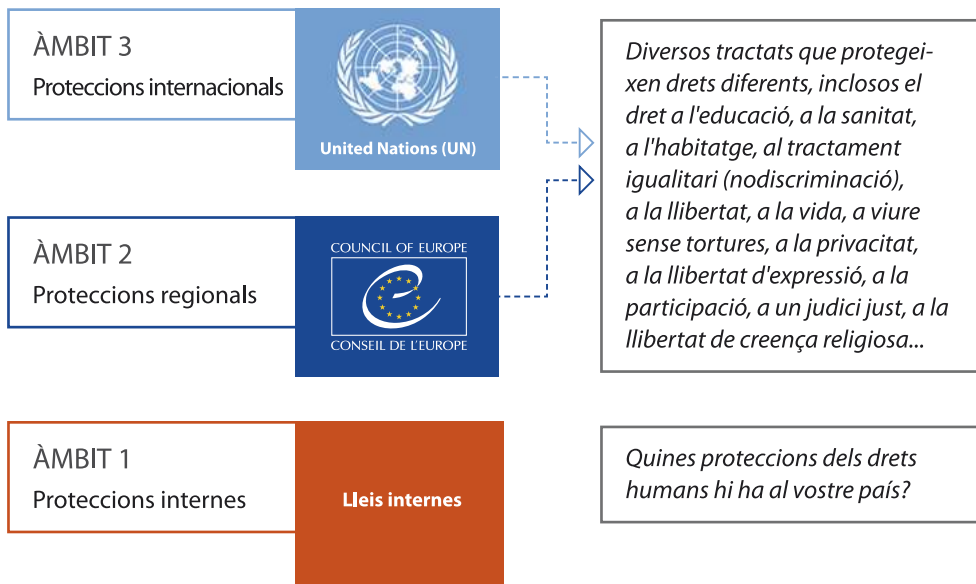 ÀMBIT 3
Proteccions internacionals
United Nations (UN)
Diversos tractats que protegei-
xen drets diferents, inclosos el
dret a l'educació, a la sanitat,
a l'habitatge, al tractament
igualitari (nodiscriminació),
a la llibertat, a la vida, a viure
sense tortures, a la privacitat,
a la llibertat d'expressió, a la
participació, a un judici just, a la
llibertat de creença religiosa...
ÀMBIT 2
Proteccions regionals
COUNCIL OF EUROPE
CONSEIL DE L'EUROPE
ÀMBIT 1
Proteccions internes
Lleis internes
Quines proteccions dels drets
humans hi ha al vostre país?